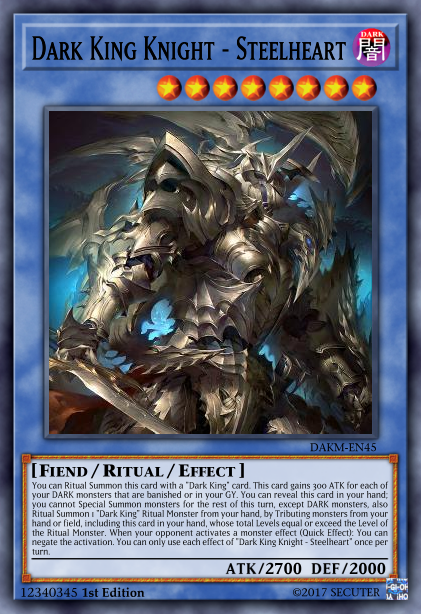 DARK KING KNIGHT - STEELHEART
DARK
闇
DAKM-EN45
[FIEND / RITUAL / EFFECT ]
You can Ritual Summon this card with a "Dark King" card. This card gains 300 ATK for each of
your DARK monsters that are banished or in your GY. You can reveal this card in your hand;
you cannot Special Summon monsters for the rest of this turn, except DARK monsters, also
Ritual Summon 1 "Dark King" Ritual Monster from your hand, by Tributing monsters from your
hand or field, including this card in your hand, whose total Levels equal or exceed the Level of
the Ritual Monster. When your opponent activates a monster effect (Quick Effect): You can
negate the activation. You can only use each effect of "Dark King Knight - Steelheart" once per
turn.
ATK/2700 DEF/2000
12340345 1st Edition
©2017 SECUTER